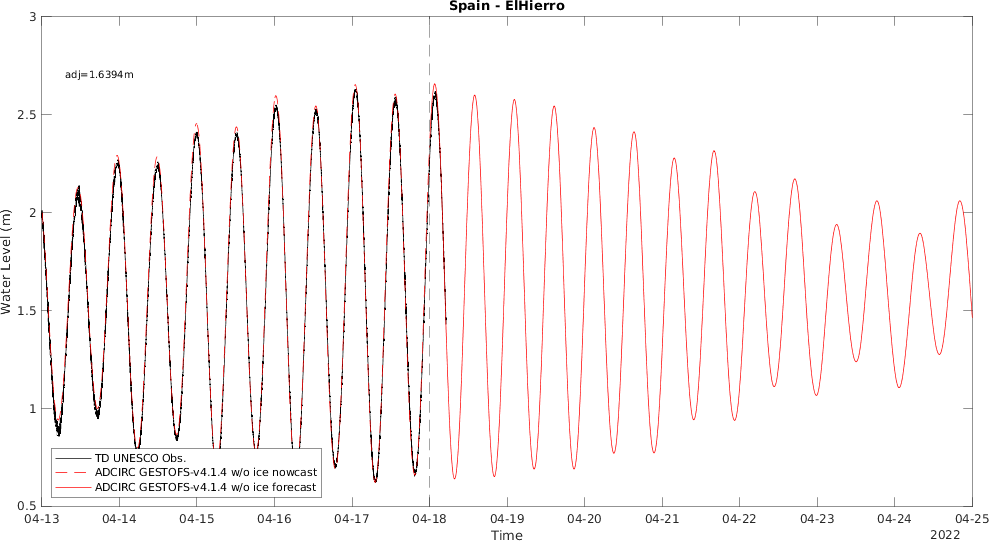 Spain - ElHierro
3
adj=1.6394m
2.5
2
Water Level (m)
1.5
1
TD UNESCO Obs.
ADCIRC GESTOFS-v4.1.4 w/o ice nowcast
ADCIRC GESTOFS-v4.1.4 w/o ice forecast
0.5
04-13 04-14 04-15 04-16 04-17 04-18 04-19 04-20 04-21 04-22 04-23 04-24 04-25
Time
2022